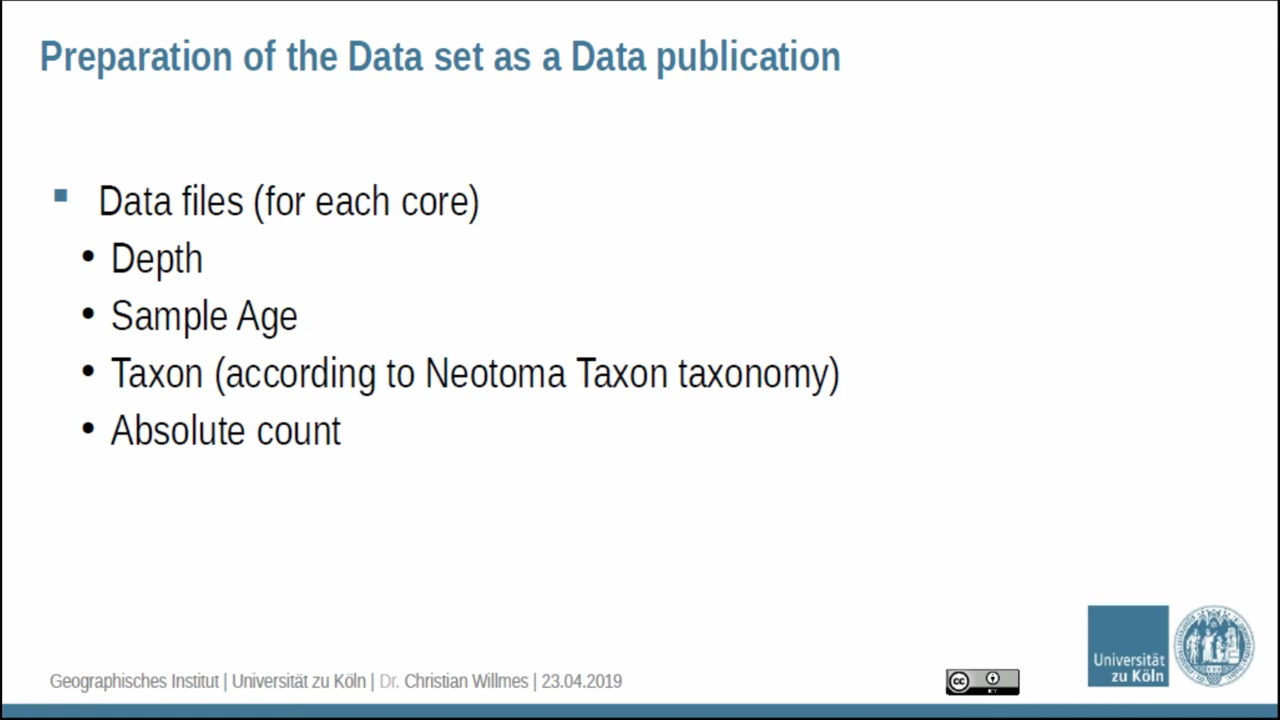 Preparation of the Data set as a Data publication
Data files (for each core)
• Depth
• Sample Age
• Taxon (according to Neotoma Taxon taxonomy)
• Absolute count
Geographisches Institut | Universität zu Köln | Dr. Christian Willmes | 23.04.2019
cc
BY
Universität
zu Köln